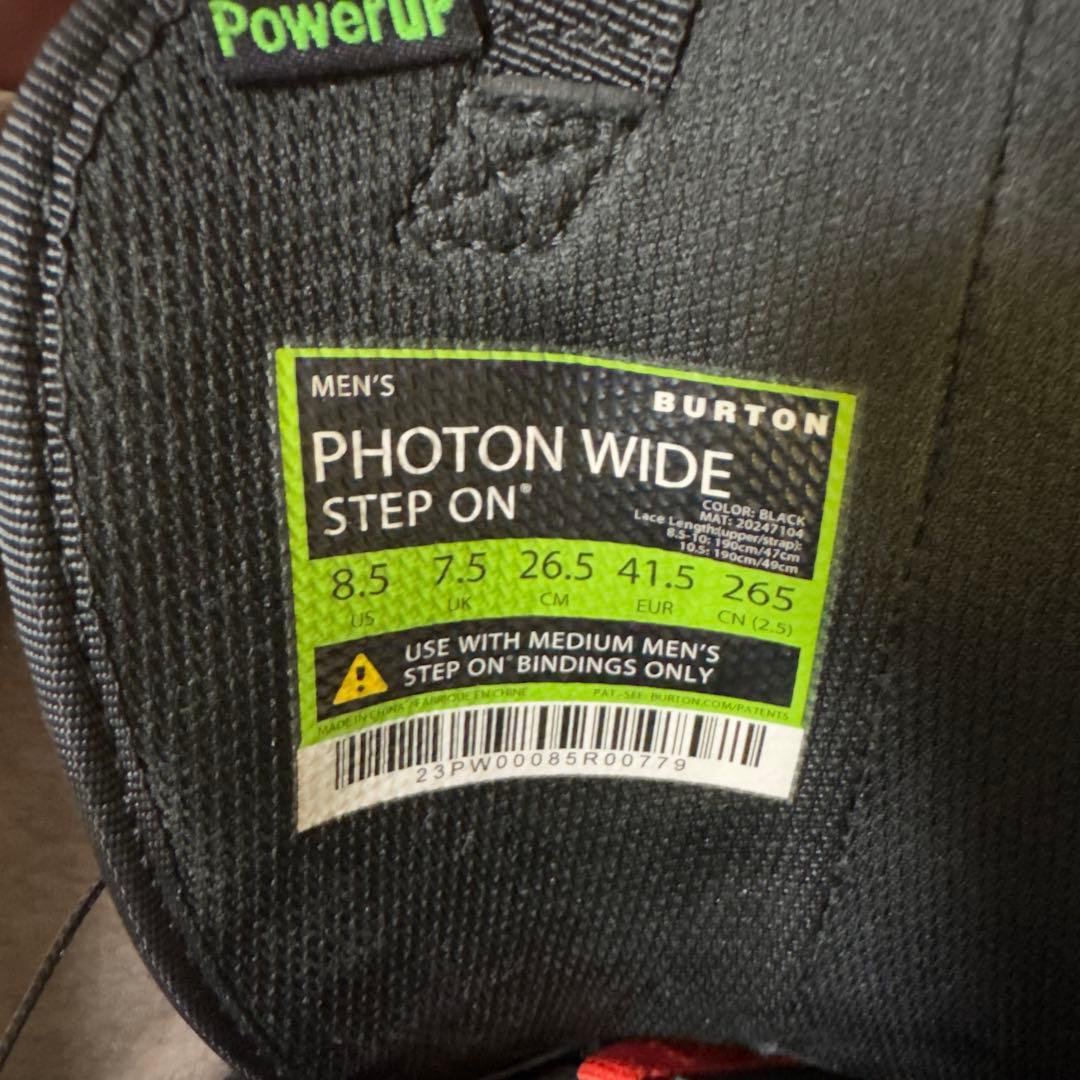 PowerUP
MEN'S
BURTON
PHOTON WIDE
STEP ON®
COLOR: BLACK
MAT: 20247104
Lace Length:(upper/strap):
8.5-10: 190cm/47cm
10.5: 190cm/49cm
8.5 7.5 26.5 41.5 265
US UK CM EUR CN (2.5)
USE WITH MEDIUM MEN'S
STEP ON® BINDINGS ONLY
MADE IN CHINA / FABRIQUE EN CHINE PAT.-SEE BURTON.COM/PATENTS
23PW00085R00779